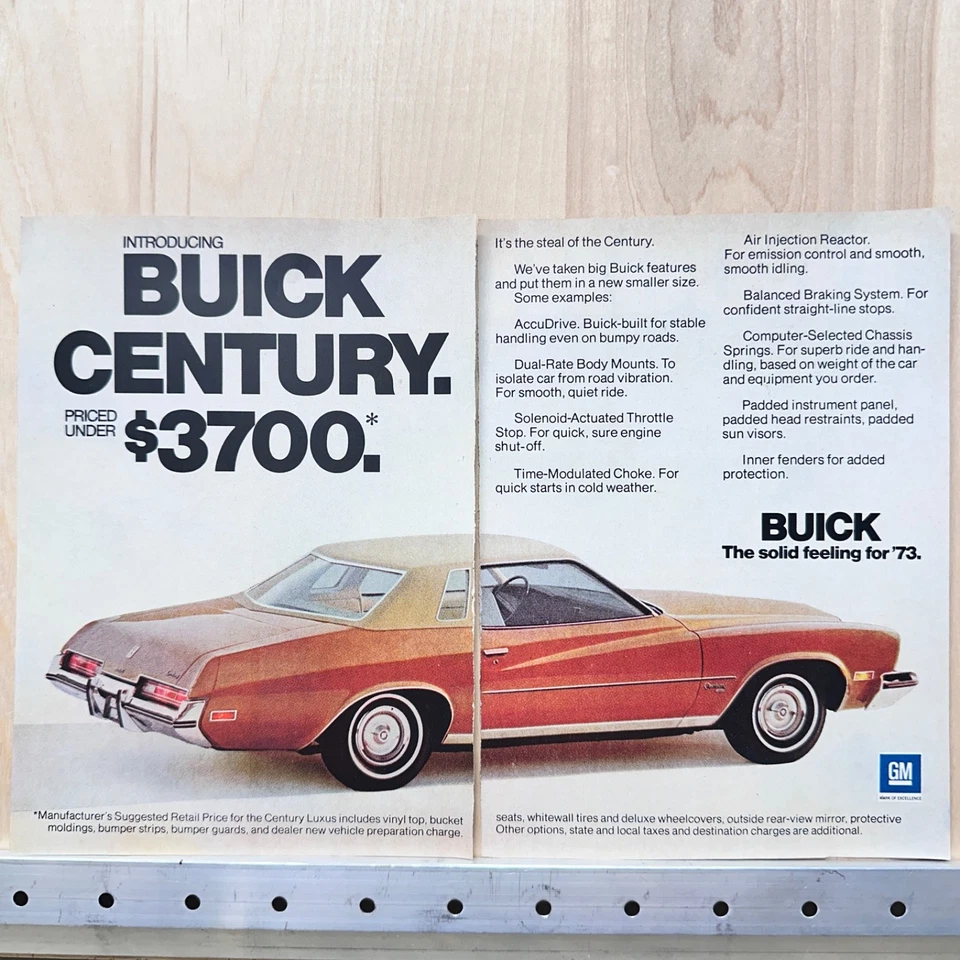 INTRODUCING
BUICK
CENTURY.
PRICED
UNDER
$3700.*
It's the steal of the Century.
We've taken big Buick features
and put them in a new smaller size.
Some examples:
AccuDrive. Buick-built for stable
handling even on bumpy roads.
Dual-Rate Body Mounts. To
isolate car from road vibration.
For smooth, quiet ride.
Solenoid-Actuated Throttle
Stop. For quick, sure engine
shut-off.
Time-Modulated Choke. For
quick starts in cold weather.
Air Injection Reactor.
For emission control and smooth,
smooth idling.
Balanced Braking System. For
confident straight-line stops.
Computer-Selected Chassis
Springs. For superb ride and han-
dling, based on weight of the car
and equipment you order.
Padded instrument panel,
padded head restraints, padded
sun visors.
Inner fenders for added
protection.
BUICK
The solid feeling for '73.
GM
MARK OF EXCELLENCE
*Manufacturer's Suggested Retail Price for the Century Luxus includes vinyl top, bucket
moldings, bumper strips, bumper guards, and dealer new vehicle preparation charge.
seats, whitewall tires and deluxe wheelcovers, outside rear-view mirror, protective
Other options, state and local taxes and destination charges are additional.